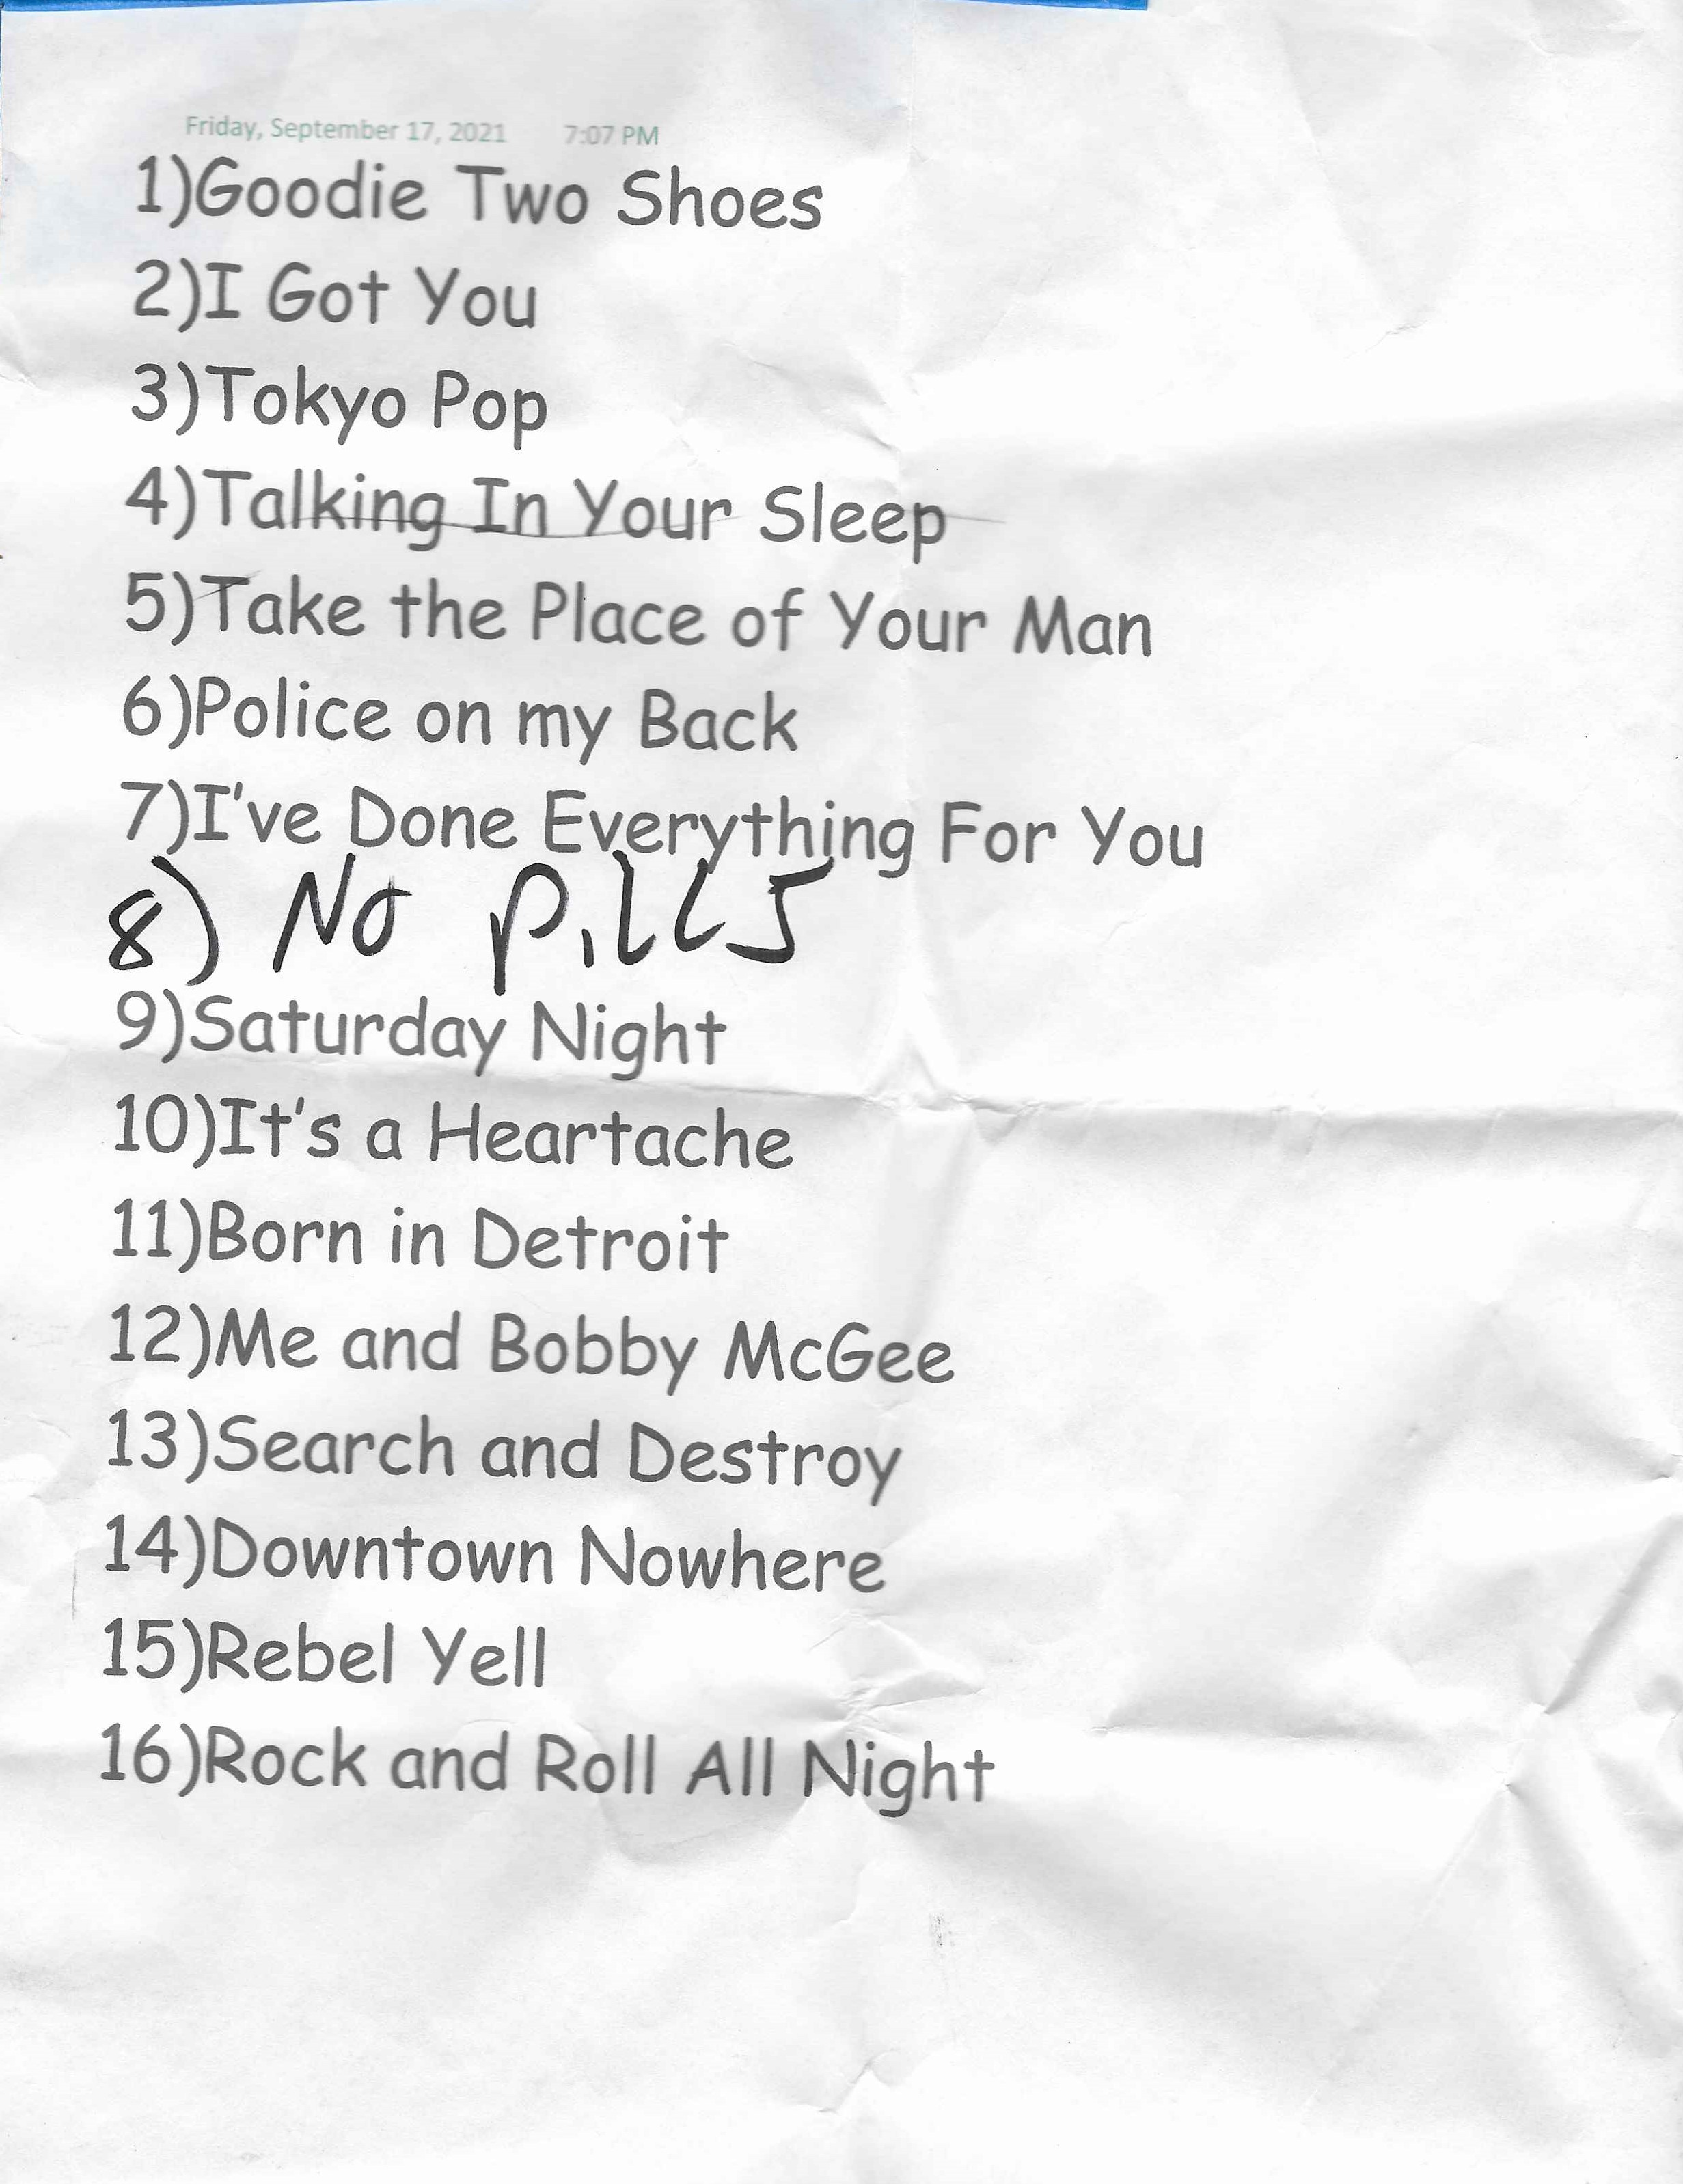 Friday, September 17, 2021 7:07 PM
1)Goodie Two Shoes
2)I Got You
3)Tokyo Pop
4)Talking In Your Sleep
5)Take the Place of Your Man
6)Police on my Back
7)I've Done Everything For You
8) No pills
9)Saturday Night
10)It's a Heartache
11)Born in Detroit
12)Me and Bobby McGee
13)Search and Destroy
14)Downtown Nowhere
15)Rebel Yell
16)Rock and Roll All Night